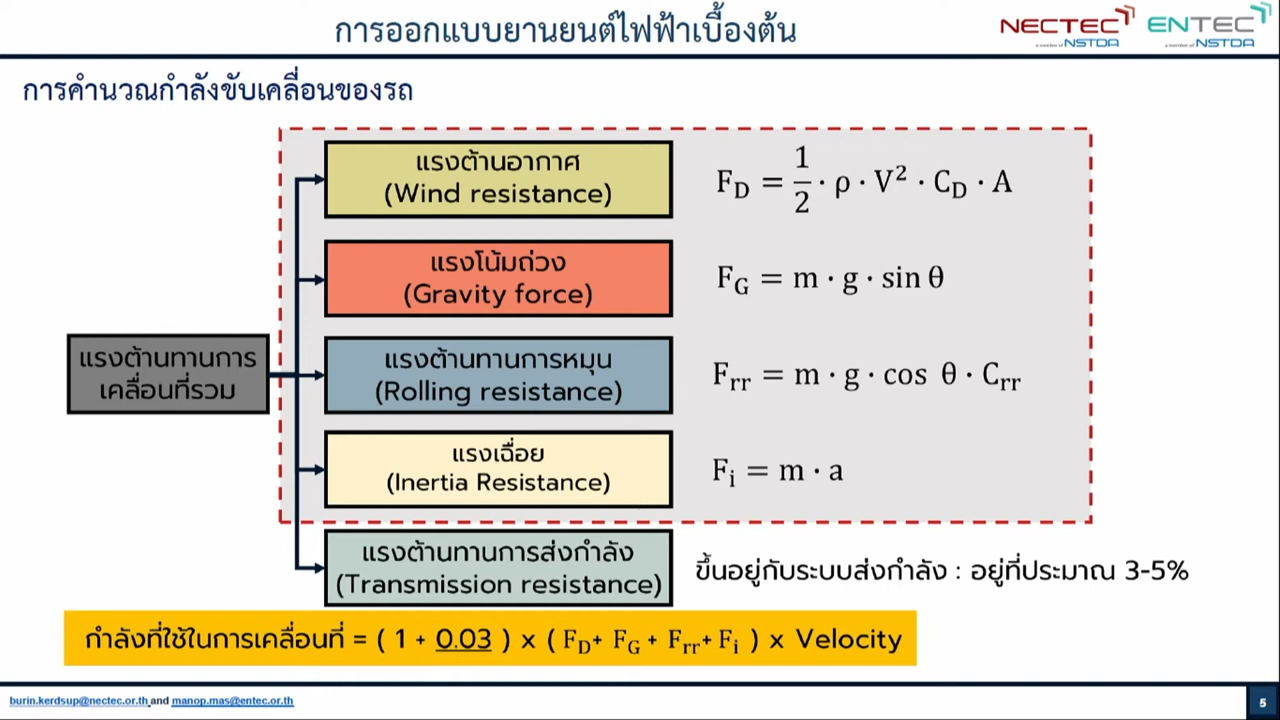 การออกแบบยานยนต์ไฟฟ้าเบื้องต้น
NECTEC
a member of NSTDA
ENTEC
a member of NSTDA
การคำนวณกำลังขับเคลื่อนของรถ
แรงต้านทานการ
เคลื่อนที่รวม
แรงต้านอากาศ
(Wind resistance)
F_D = 1/2 · ρ · V² · C_D · A
แรงโน้มถ่วง
(Gravity force)
F_G = m · g · sin θ
แรงต้านทานการหมุน
(Rolling resistance)
F_rr = m · g · cos θ · C_rr
แรงเฉื่อย
(Inertia Resistance)
F_i = m · a
แรงต้านทานการส่งกำลัง
(Transmission resistance)
ขึ้นอยู่กับระบบส่งกำลัง : อยู่ที่ประมาณ 3-5%
กำลังที่ใช้ในการเคลื่อนที่ = ( 1 + 0.03 ) x ( F_D + F_G + F_rr + F_i ) x Velocity
burin.kerdsup@nectec.or.th and manop.mas@entec.or.th
5